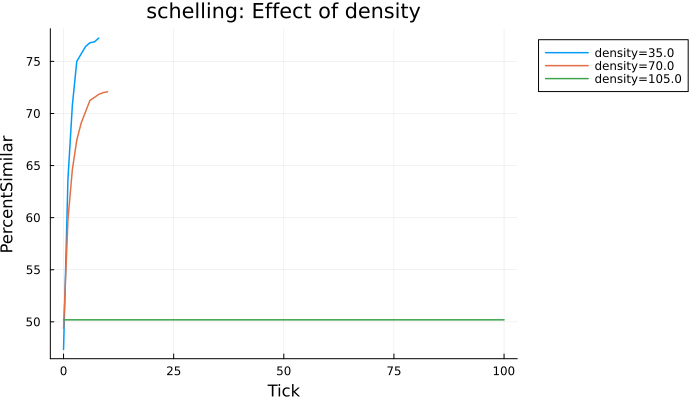 schelling: Effect of density
density=35.0
density=70.0
density=105.0
PercentSimilar
75
70
65
60
55
50
0 25 50 75 100
Tick